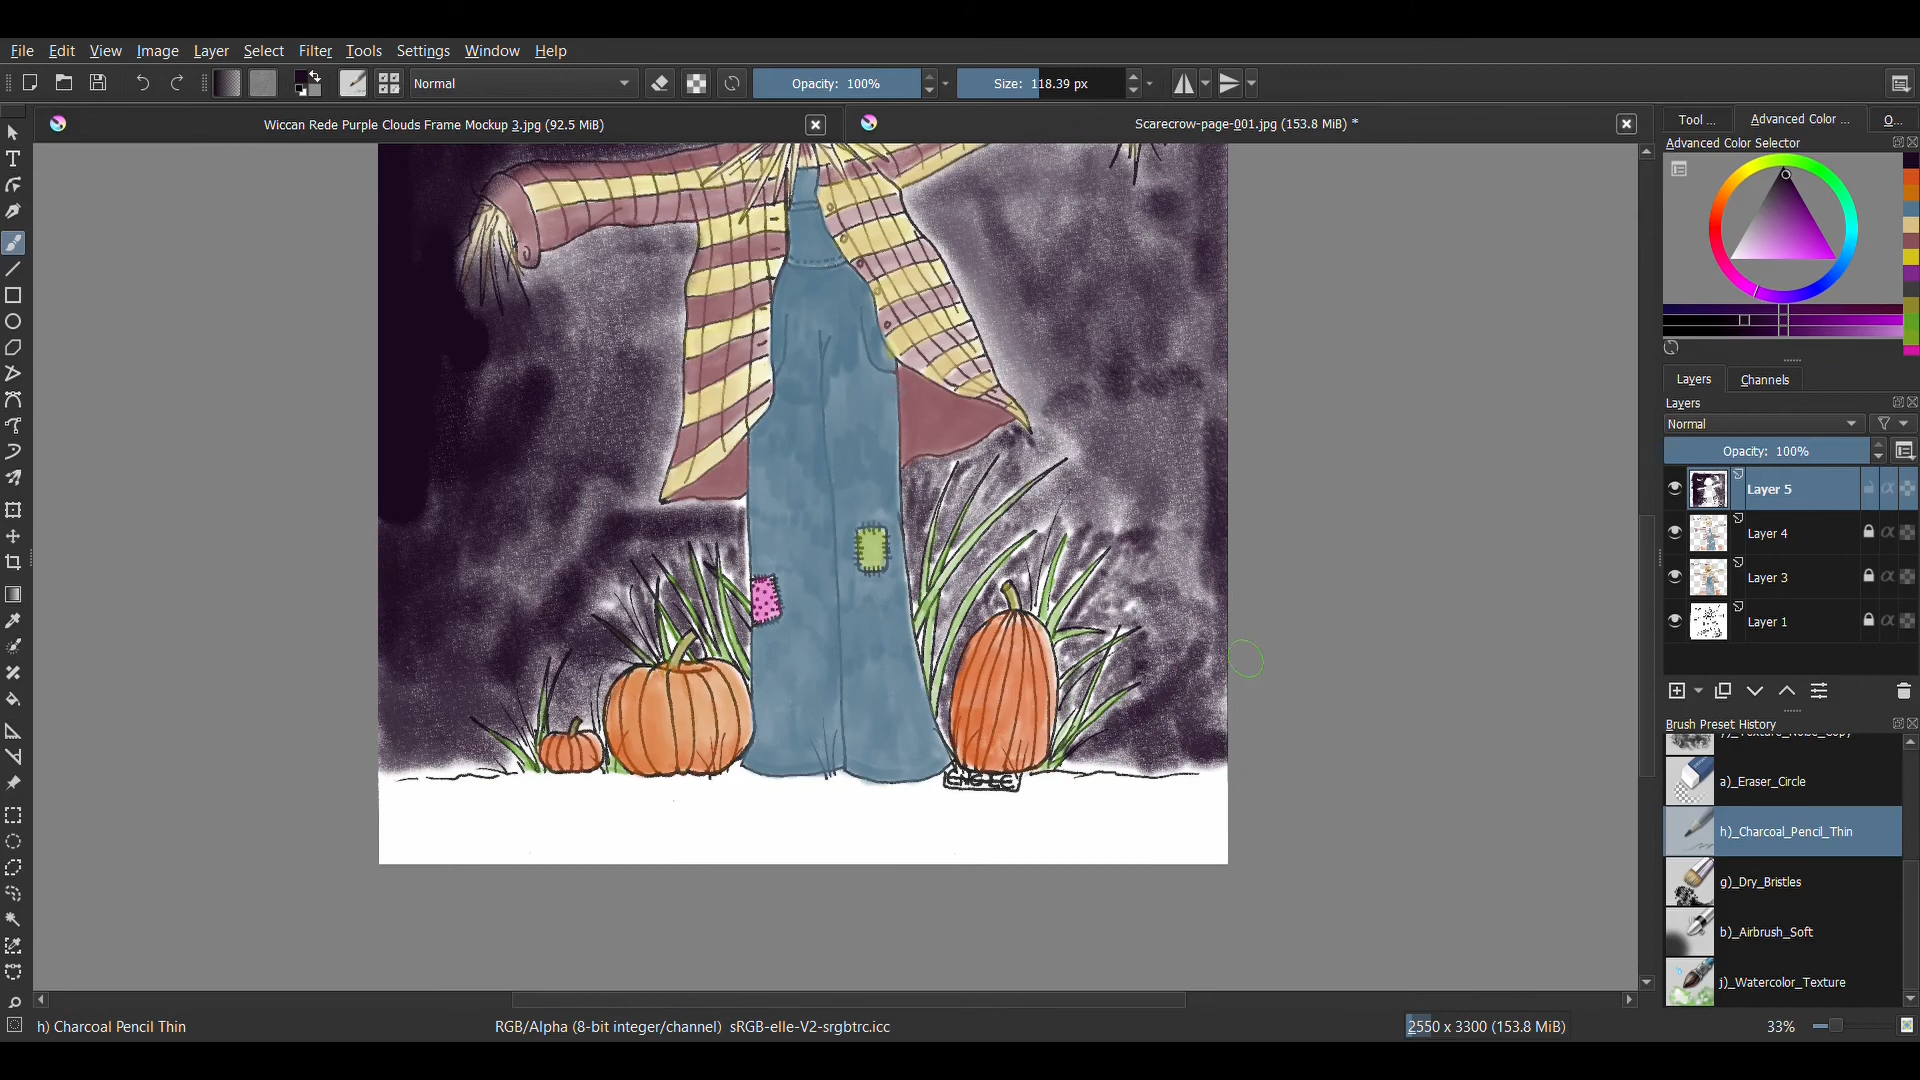 File Edit View Image Layer Select Filter Tools Settings Window Help
Normal
Opacity: 100%
Size: 118.39 px
Wiccan Rede Purple Clouds Frame Mockup 3.jpg (92.5 MiB)
Scarecrow-page-001.jpg (153.8 MiB) *
Tool ...
Advanced Color ...
O...
Advanced Color Selector
Layers
Channels
Layers
Normal
Opacity: 100%
Layer 5
Layer 4
Layer 3
Layer 1
Brush Preset History
y)_Texture_Noise_Copy
a)_Eraser_Circle
h)_Charcoal_Pencil_Thin
g)_Dry_Bristles
b)_Airbrush_Soft
j)_Watercolor_Texture
h) Charcoal Pencil Thin
RGB/Alpha (8-bit integer/channel) sRGB-elle-V2-srgbtrc.icc
2550 x 3300 (153.8 MiB)
33%